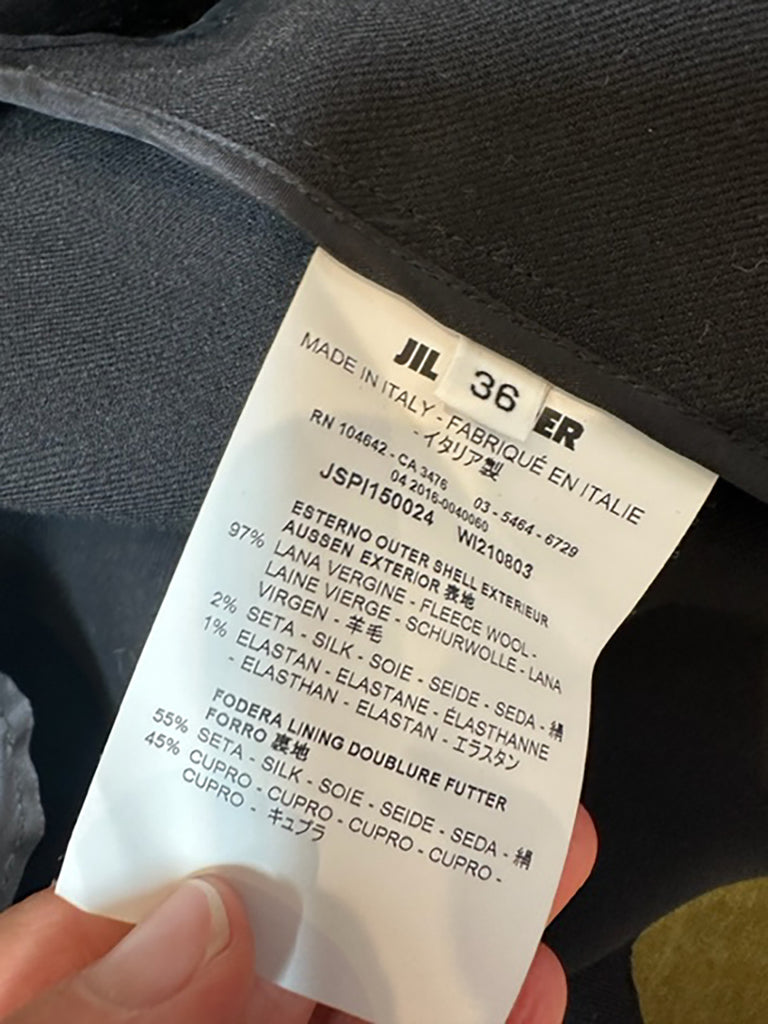 JIL 36 ER
MADE IN ITALY - FABRIQUÉ EN ITALIE
- イタリア製
RN 104642 - CA 3476 03 - 5464 - 6729
04 2016-0040060
JSPI150024 WI210803
ESTERNO OUTER SHELL EXTERIEUR
AUSSEN EXTERIOR 表地
97% LANA VERGINE - FLEECE WOOL -
LAINE VIERGE - SCHURWOLLE - LANA
VIRGEN - 羊毛
2% SETA - SILK - SOIE - SEIDE - SEDA - 絹
1% ELASTAN - ELASTANE - ÉLASTHANNE
- ELASTHAN - ELASTAN - エラスタン
FODERA LINING DOUBLURE FUTTER
FORRO 裏地
55% SETA - SILK - SOIE - SEIDE - SEDA - 絹
45% CUPRO - CUPRO - CUPRO - CUPRO -
CUPRO - キュプラ